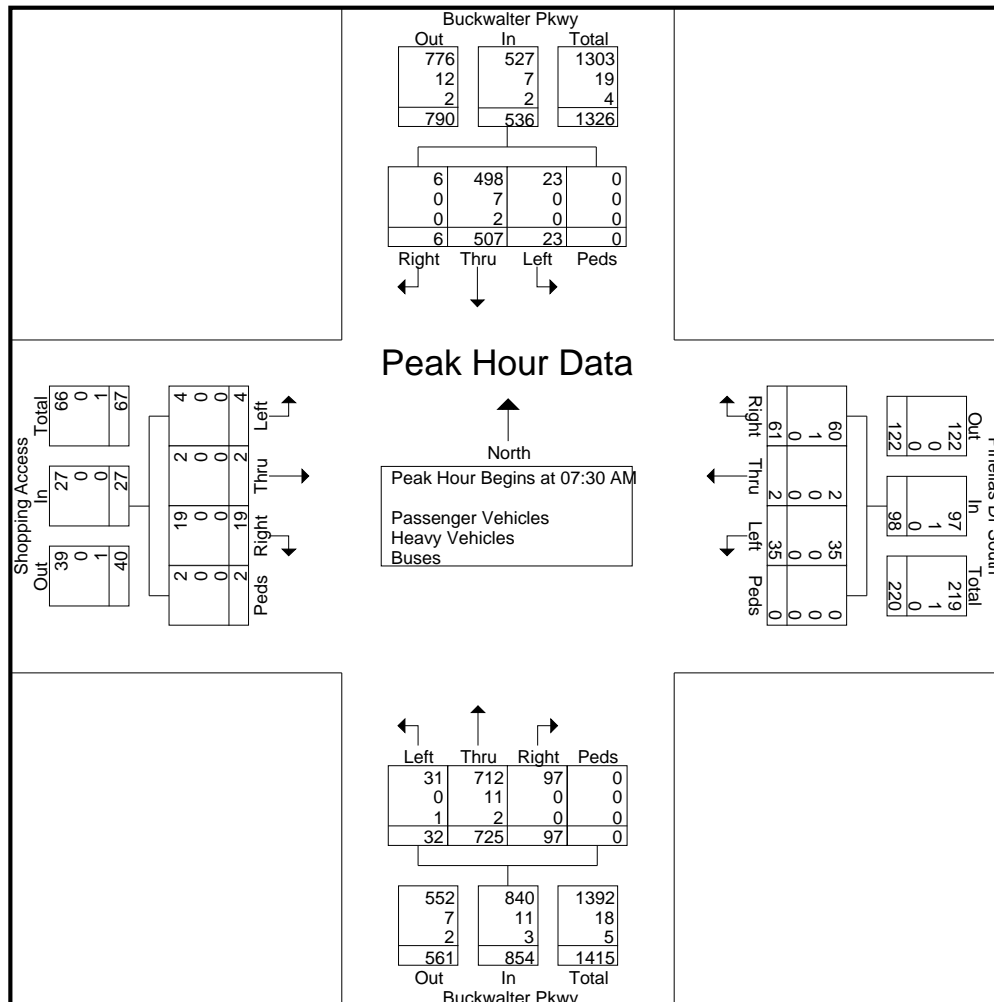 Buckwalter Pkwy
Out In Total
776 527 1303
12 7 19
2 2 4
790 536 1326
6 498 23 0
0 7 0 0
0 2 0 0
6 507 23 0
Right Thru Left Peds
Peak Hour Data
North
Peak Hour Begins at 07:30 AM
Passenger Vehicles
Heavy Vehicles
Buses
Shopping Access
Total In Out
66 27 39
0 0 0
1 0 1
67 27 40
4 2 19 2
0 0 0 0
0 0 0 0
4 2 19 2
Left Thru Right Peds
Right Thru Left Peds
61 2 35 0
0 0 0 0
1 0 0 0
60 2 35 0
122 98 220
0 0 0
0 1 1
122 97 219
Out In Total
Pinellas Dr South
Left Thru Right Peds
31 712 97 0
0 11 0 0
1 2 0 0
32 725 97 0
552 840 1392
7 11 18
2 3 5
561 854 1415
Out In Total
Buckwalter Pkwy